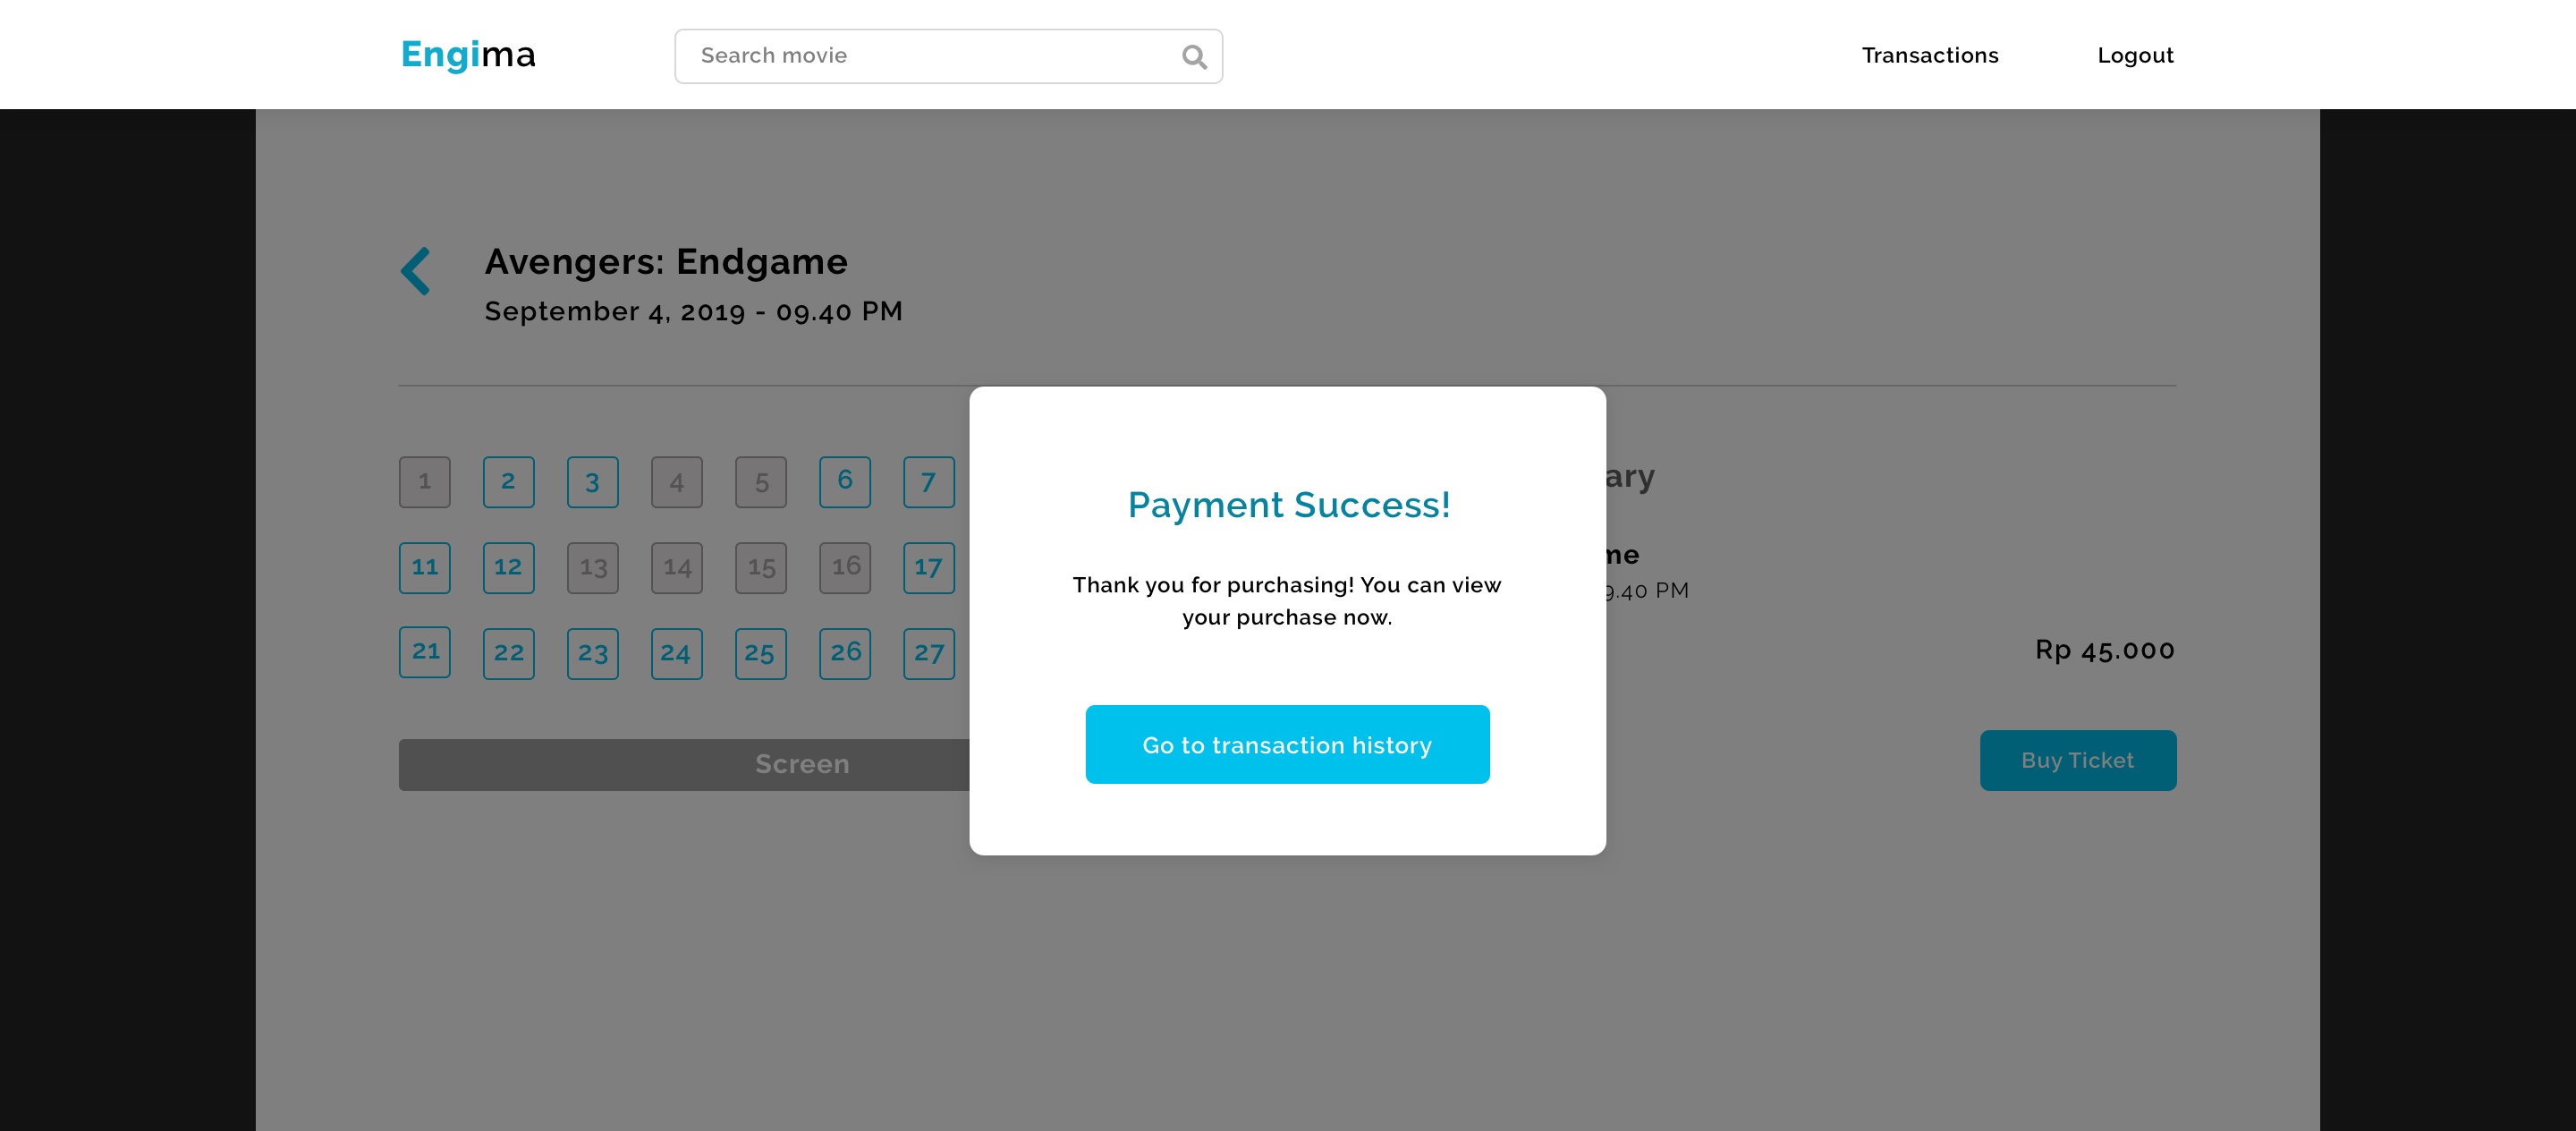 Engima
Search movie
Transactions
Logout
Avengers: Endgame
September 4, 2019 - 09.40 PM
1 2 3 4 5 6 7
11 12 13 14 15 16 17
21 22 23 24 25 26 27
Screen
Payment Success!
Thank you for purchasing! You can view
your purchase now.
Go to transaction history
ary
me
9.40 PM
Rp 45.000
Buy Ticket